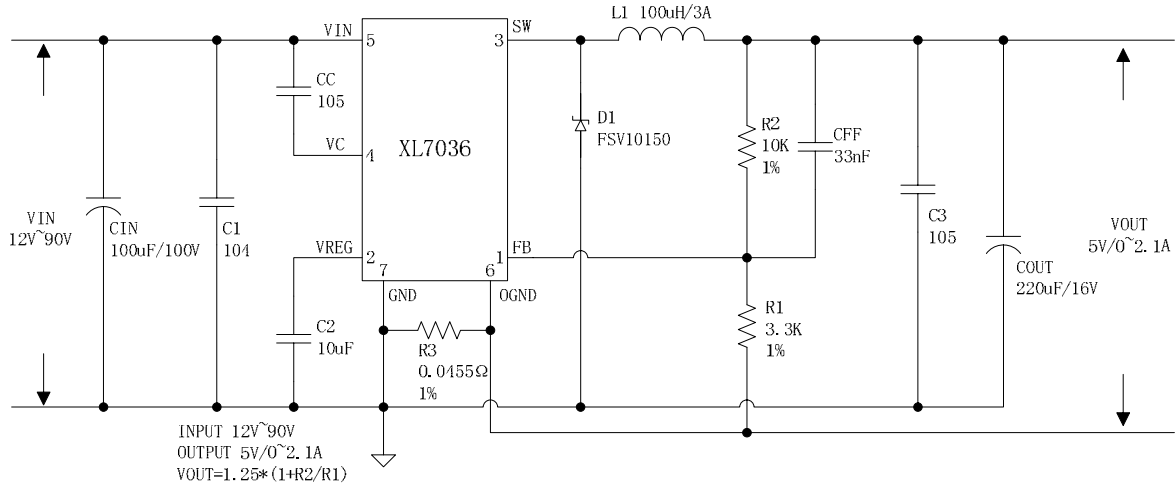 L1 100uH/3A
VIN
5
3
SW
CC
105
D1
FSV10150
R2
10K
1%
CFF
33nF
VC
4
XL7036
VIN
12V~90V
CIN
100uF/100V
C1
104
C3
105
VOUT
5V/0~2.1A
VREG
2
7
1
6
FB
COUT
220uF/16V
GND
OGND
C2
10uF
R3
0.0455Ω
1%
R1
3.3K
1%
INPUT 12V~90V
OUTPUT 5V/0~2.1A
VOUT=1.25*(1+R2/R1)